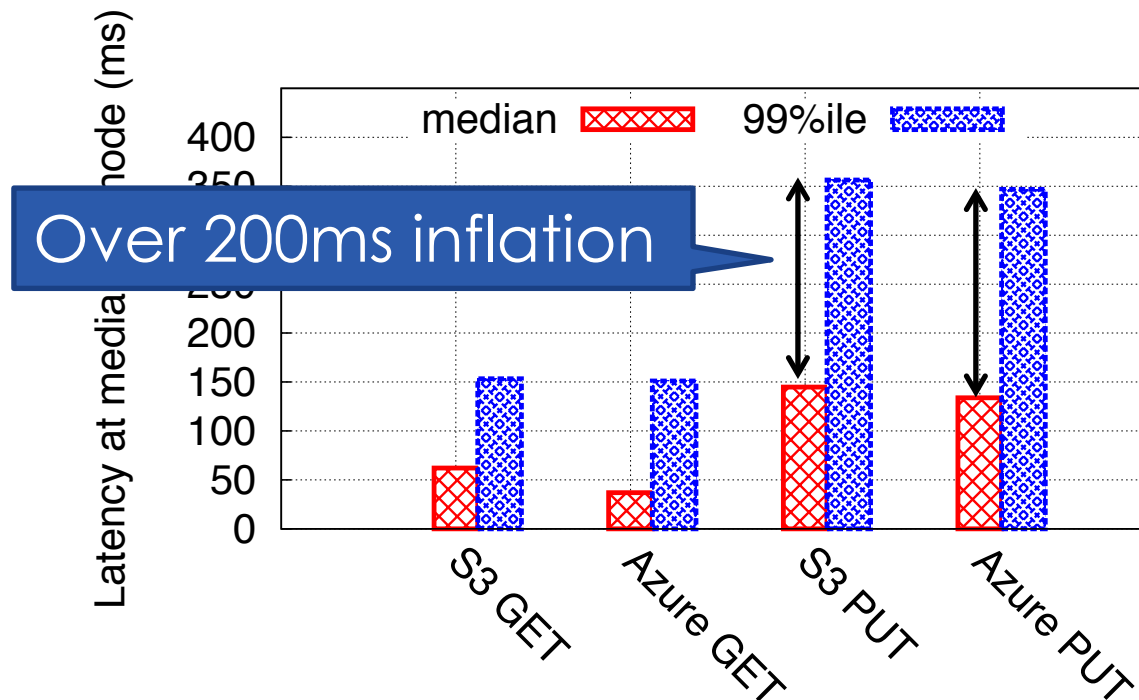 Latency at media node (ms)
median
99%ile
400
350
200
150
100
50
0
Over 200ms inflation
S3 GET
Azure GET
S3 PUT
Azure PUT